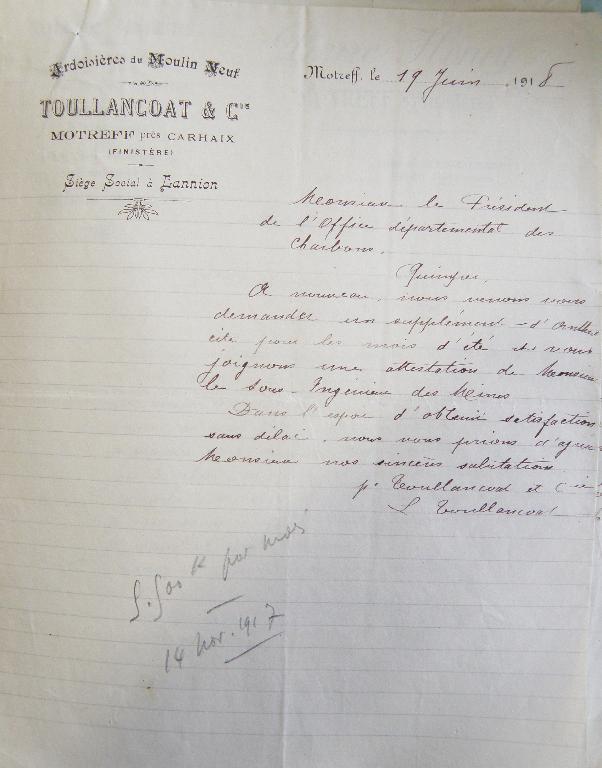 Ardoisières du Moulin Neuf
TOULLANCOAT & Cie
MOTREFF près CARHAIX
(FINISTÈRE)
Siège Social à Lannion
Motreff, le 19 Juin 1918
Monsieur le Président
de l'Office départemental des
Charbons.
Quimper.
A nouveau, nous venons vous
demander un supplément d'anthra
cite pour les mois d'été et vous
joignons une attestation de Monsieur
le Sous-Ingénieur des Mines
Dans l'espoir d'obtenir satisfaction
sans délai, nous vous prions d'agréer
Monsieur nos sincères salutations
p. Toullancoat et Cie
L Toullancoat
500 k par mois
14 Nov. 1917